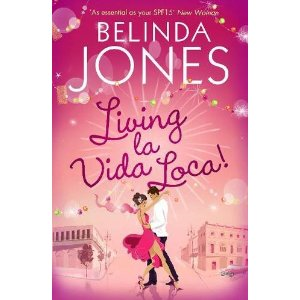 'As essential as your SPF15' New Woman
BELINDA
JONES
Living
la
Vida Loca!